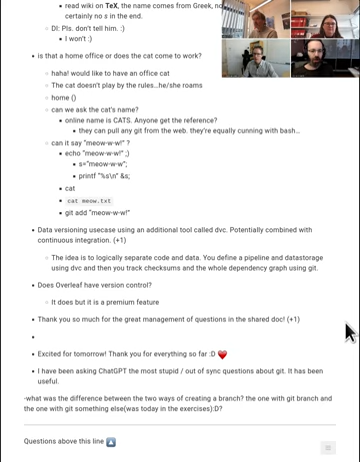 read wiki on TeX, the name comes from Greek, no
certainly no s in the end.
DI: Pls. don't tell him. :)
I won't :)
is that a home office or does the cat come to work?
haha! would like to have an office cat
The cat doesn't play by the rules...he/she roams
home ()
can we ask the cat's name?
online name is CATS. Anyone get the reference?
they can pull any git from the web. they're equally cunning with bash...
can it say "meow-w-w!" ?
echo "meow-w-w!" ;)
s="meow-w-w";
printf "%s\n" &s;
cat
cat meow.txt
git add "meow-w-w!"
Data versioning usecase using an additional tool called dvc. Potentially combined with
continuous integration. (+1)
The idea is to logically separate code and data. You define a pipeline and datastorage
using dvc and then you track checksums and the whole dependency graph using git.
Does Overleaf have version control?
It does but it is a premium feature
Thank you so much for the great management of questions in the shared doc! (+1)
Excited for tomorrow! Thank you for everything so far :D ❤️
I have been asking ChatGPT the most stupid / out of sync questions about git. It has been
useful.
-what was the difference between the two ways of creating a branch? the one with git branch and
the one with git something else(was today in the exercises):D?
Questions above this line 🔼